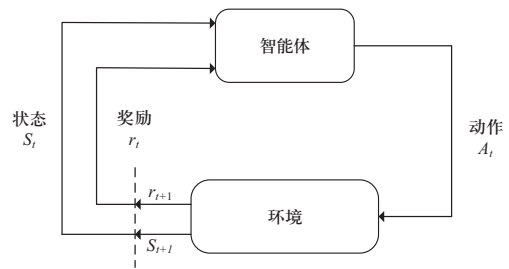 智能体
状态
S_t
奖励
r_t
动作
A_t
r_{t+1}
环境
S_{t+1}